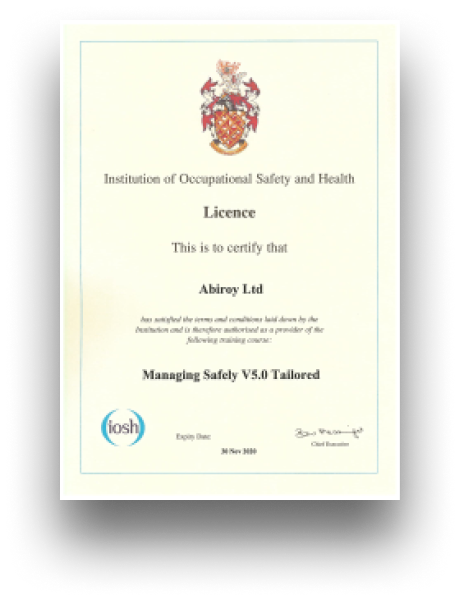 Institution of Occupational Safety and Health
Licence
This is to certify that
Abiroy Ltd
has satisfied the terms and conditions laid down by the
Institution and is therefore authorised as a provider of the
following training course:
Managing Safely V5.0 Tailored
iosh
Expiry Date
Chief Executive
30 Nov 2020